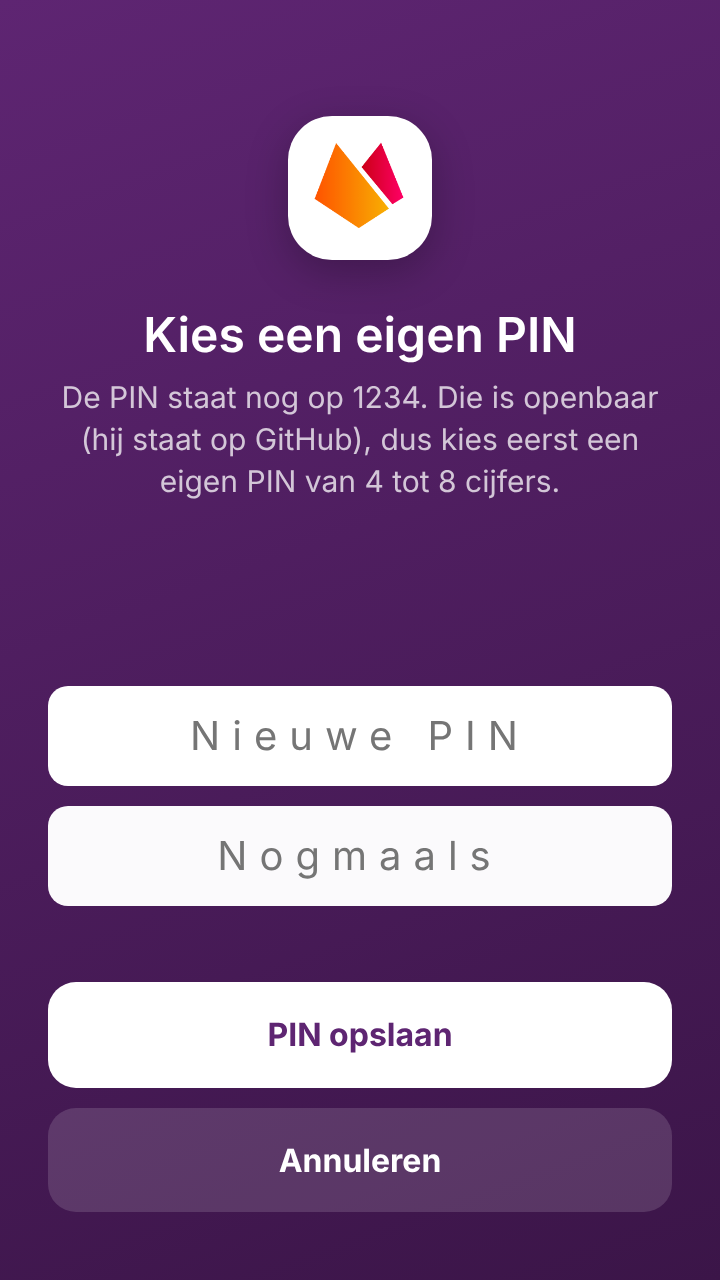 Kies een eigen PIN
De PIN staat nog op 1234. Die is openbaar
(hij staat op GitHub), dus kies eerst een
eigen PIN van 4 tot 8 cijfers.
Nieuwe PIN
Nogmaals
PIN opslaan
Annuleren